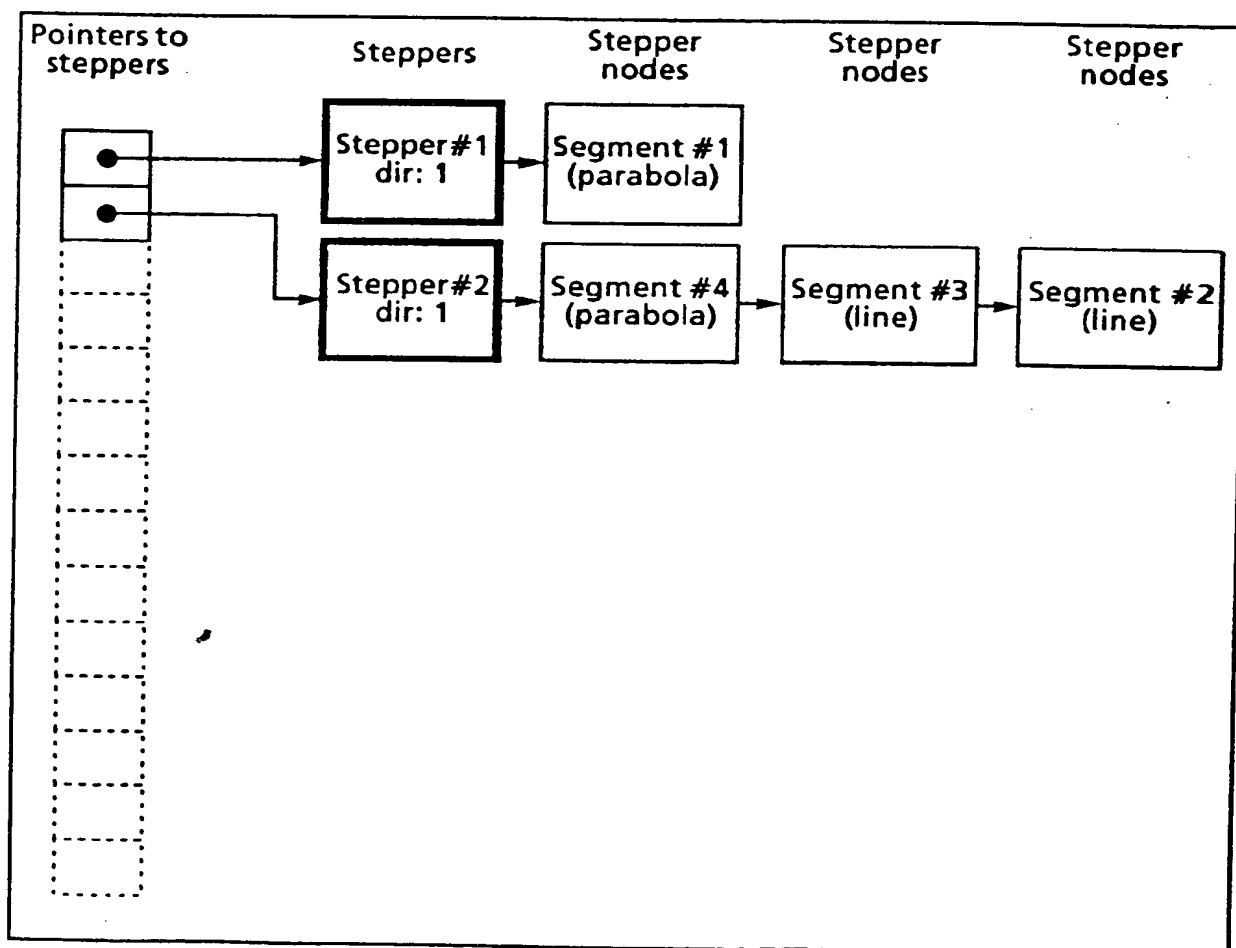 Pointers to
steppers
Steppers
Stepper
nodes
Stepper
nodes
Stepper
nodes
Stepper#1
dir: 1
Segment #1
(parabola)
Stepper#2
dir: 1
Segment #4
(parabola)
Segment #3
(line)
Segment #2
(line)